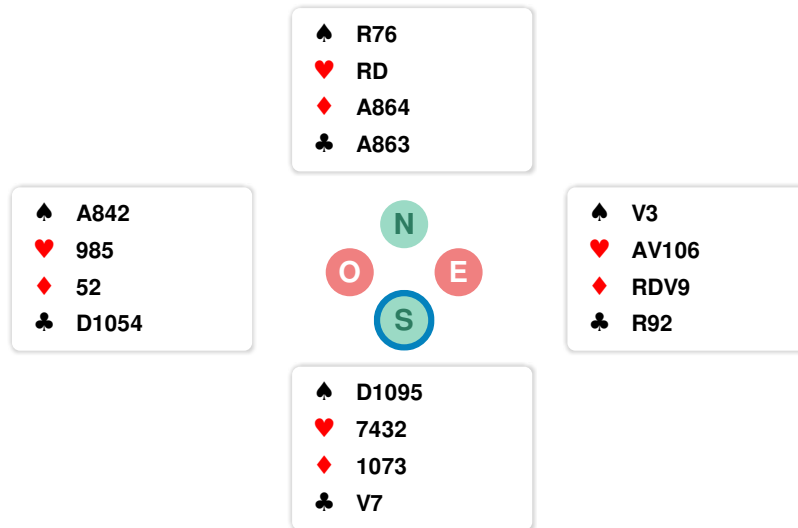 ♠ R76
♥ RD
♦ A864
♣ A863
♠ A842
♥ 985
♦ 52
♣ D1054
N
O
E
S
♠ V3
♥ AV106
♦ RDV9
♣ R92
♠ D1095
♥ 7432
♦ 1073
♣ V7